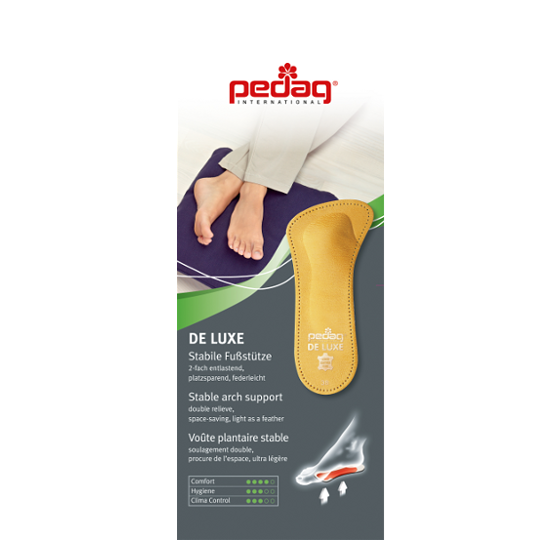 pedag®
INTERNATIONAL
pedag
DE LUXE
DE LUXE
Stabile Fußstütze
2-fach entlastend,
platzsparend, federleicht
Stable arch support
double relieve,
space-saving, light as a feather
Voûte plantaire stable
soulagement double,
procure de l'espace, ultra légère
Comfort
Hygiene
Clima Control